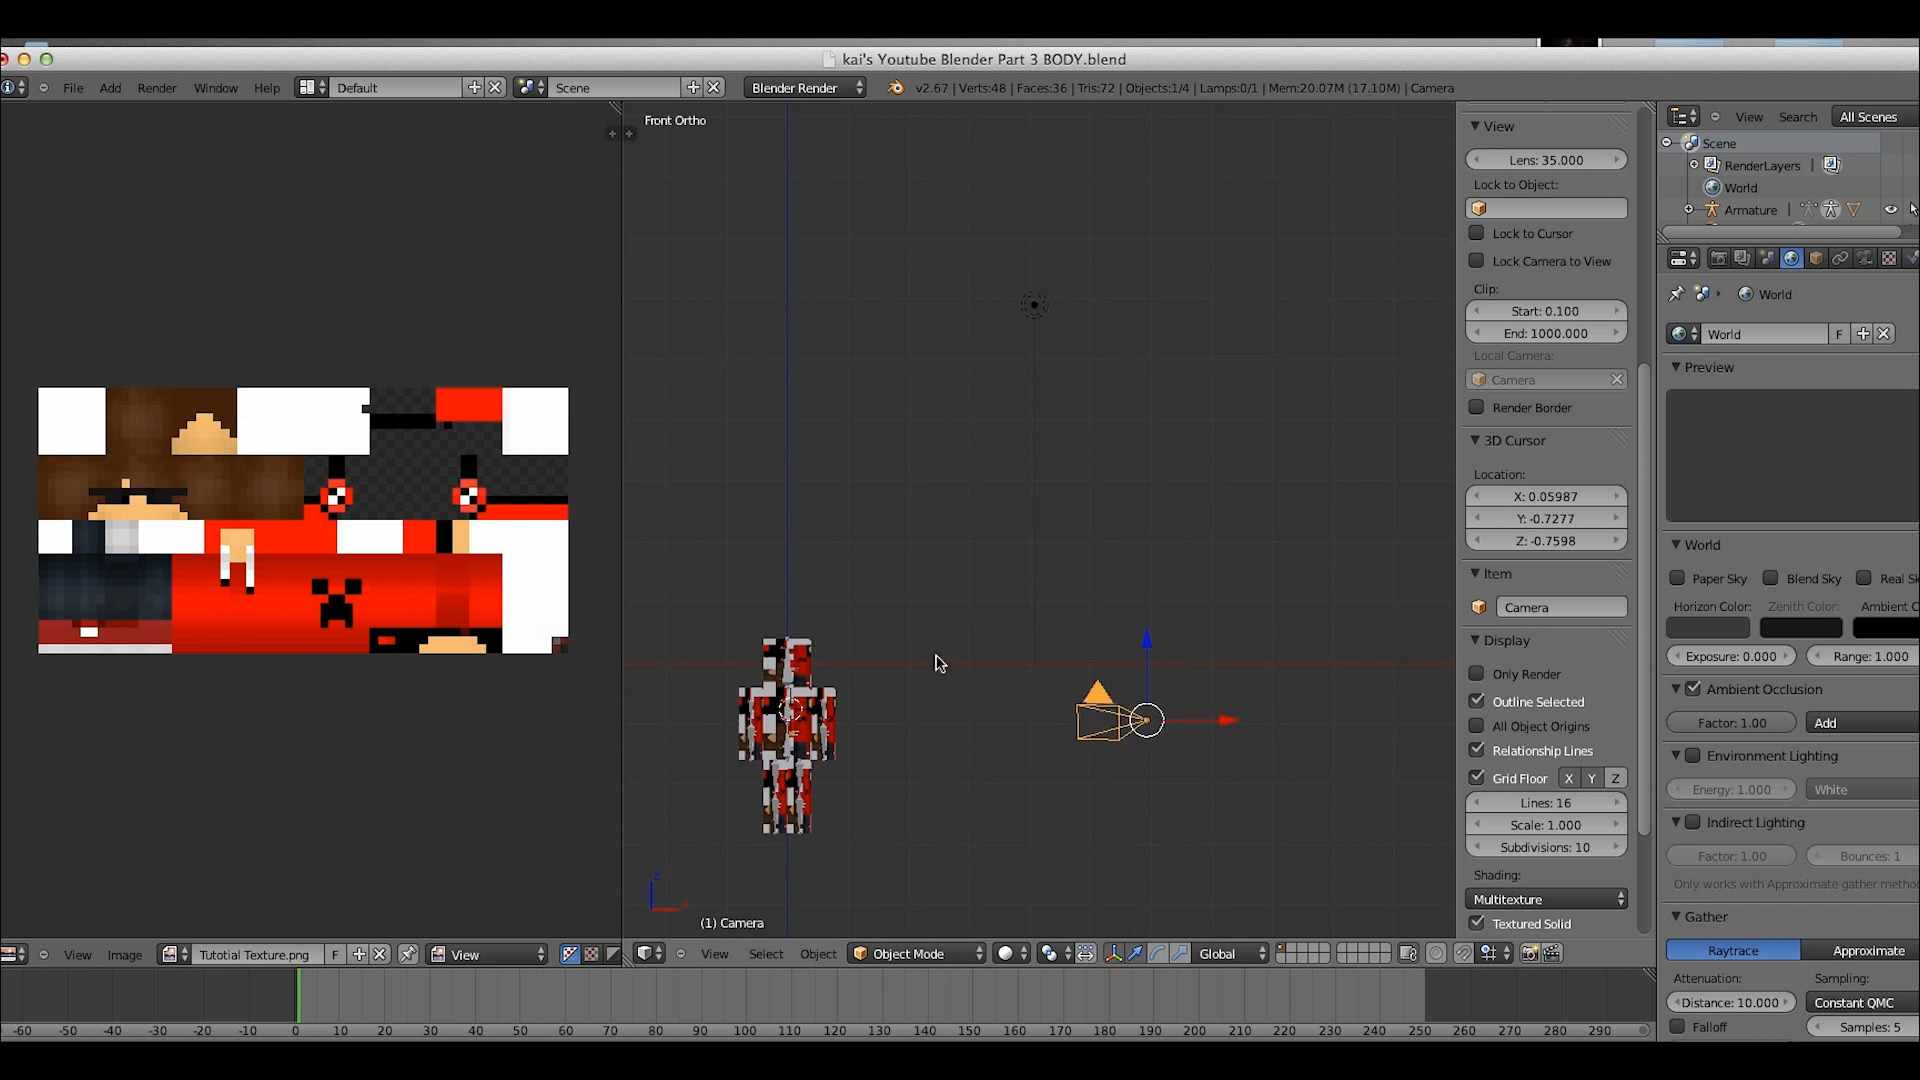 kai's Youtube Blender Part 3 BODY.blend
File Add Render Window Help Default Scene Blender Render v2.67 | Verts:48 | Faces:36 | Tris:72 | Objects:1/4 | Lamps:0/1 | Mem:20.07M (17.10M) | Camera
Front Ortho
(1) Camera
View
Lens: 35.000
Lock to Object:
Lock to Cursor
Lock Camera to View
Clip:
Start: 0.100
End: 1000.000
Local Camera:
Camera
Render Border
3D Cursor
Location:
X: 0.05987
Y: -0.7277
Z: -0.7598
Item
Camera
Display
Only Render
Outline Selected
All Object Origins
Relationship Lines
Grid Floor X Y Z
Lines: 16
Scale: 1.000
Subdivisions: 10
Shading:
Multitexture
Textured Solid
View Search All Scenes
Scene
RenderLayers |
World
Armature |
World
World F
Preview
World
Paper Sky Blend Sky Real Sk
Horizon Color: Zenith Color: Ambient C
Exposure: 0.000 Range: 1.000
Ambient Occlusion
Factor: 1.00 Add
Environment Lighting
Energy: 1.000 White
Indirect Lighting
Factor: 1.00 Bounces: 1
Only works with Approximate gather metho
Gather
Raytrace Approximate
Attenuation: Sampling:
Distance: 10.000 Constant QMC
Falloff Samples: 5
View Image Tutotial Texture.png F View
View Select Object Object Mode Global
-60 -50 -40 -30 -20 -10 0 10 20 30 40 50 60 70 80 90 100 110 120 130 140 150 160 170 180 190 200 210 220 230 240 250 260 270 280 290